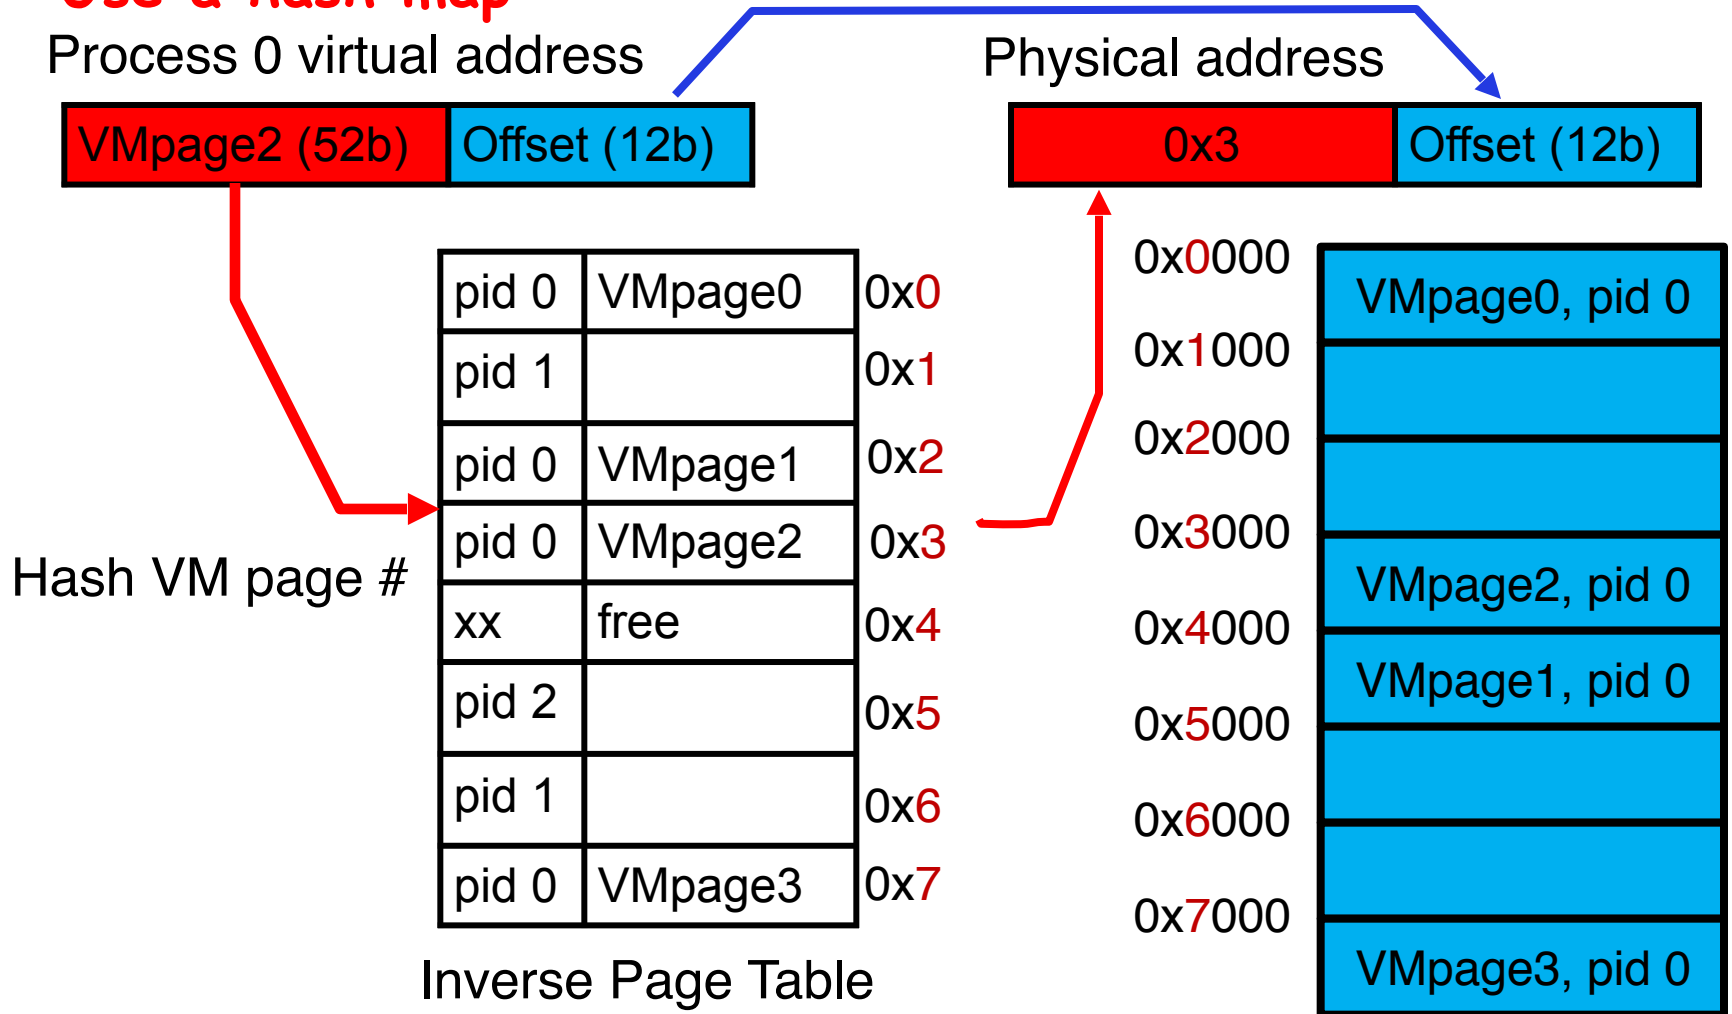 Use a hash map
Process 0 virtual address
Physical address
VMpage2 (52b) Offset (12b)
0x3 Offset (12b)
Hash VM page #
pid 0 VMpage0 0x0
pid 1 0x1
pid 0 VMpage1 0x2
pid 0 VMpage2 0x3
xx free 0x4
pid 2 0x5
pid 1 0x6
pid 0 VMpage3 0x7
Inverse Page Table
0x0000
VMpage0, pid 0
0x1000
0x2000
0x3000
VMpage2, pid 0
0x4000
VMpage1, pid 0
0x5000
0x6000
0x7000
VMpage3, pid 0